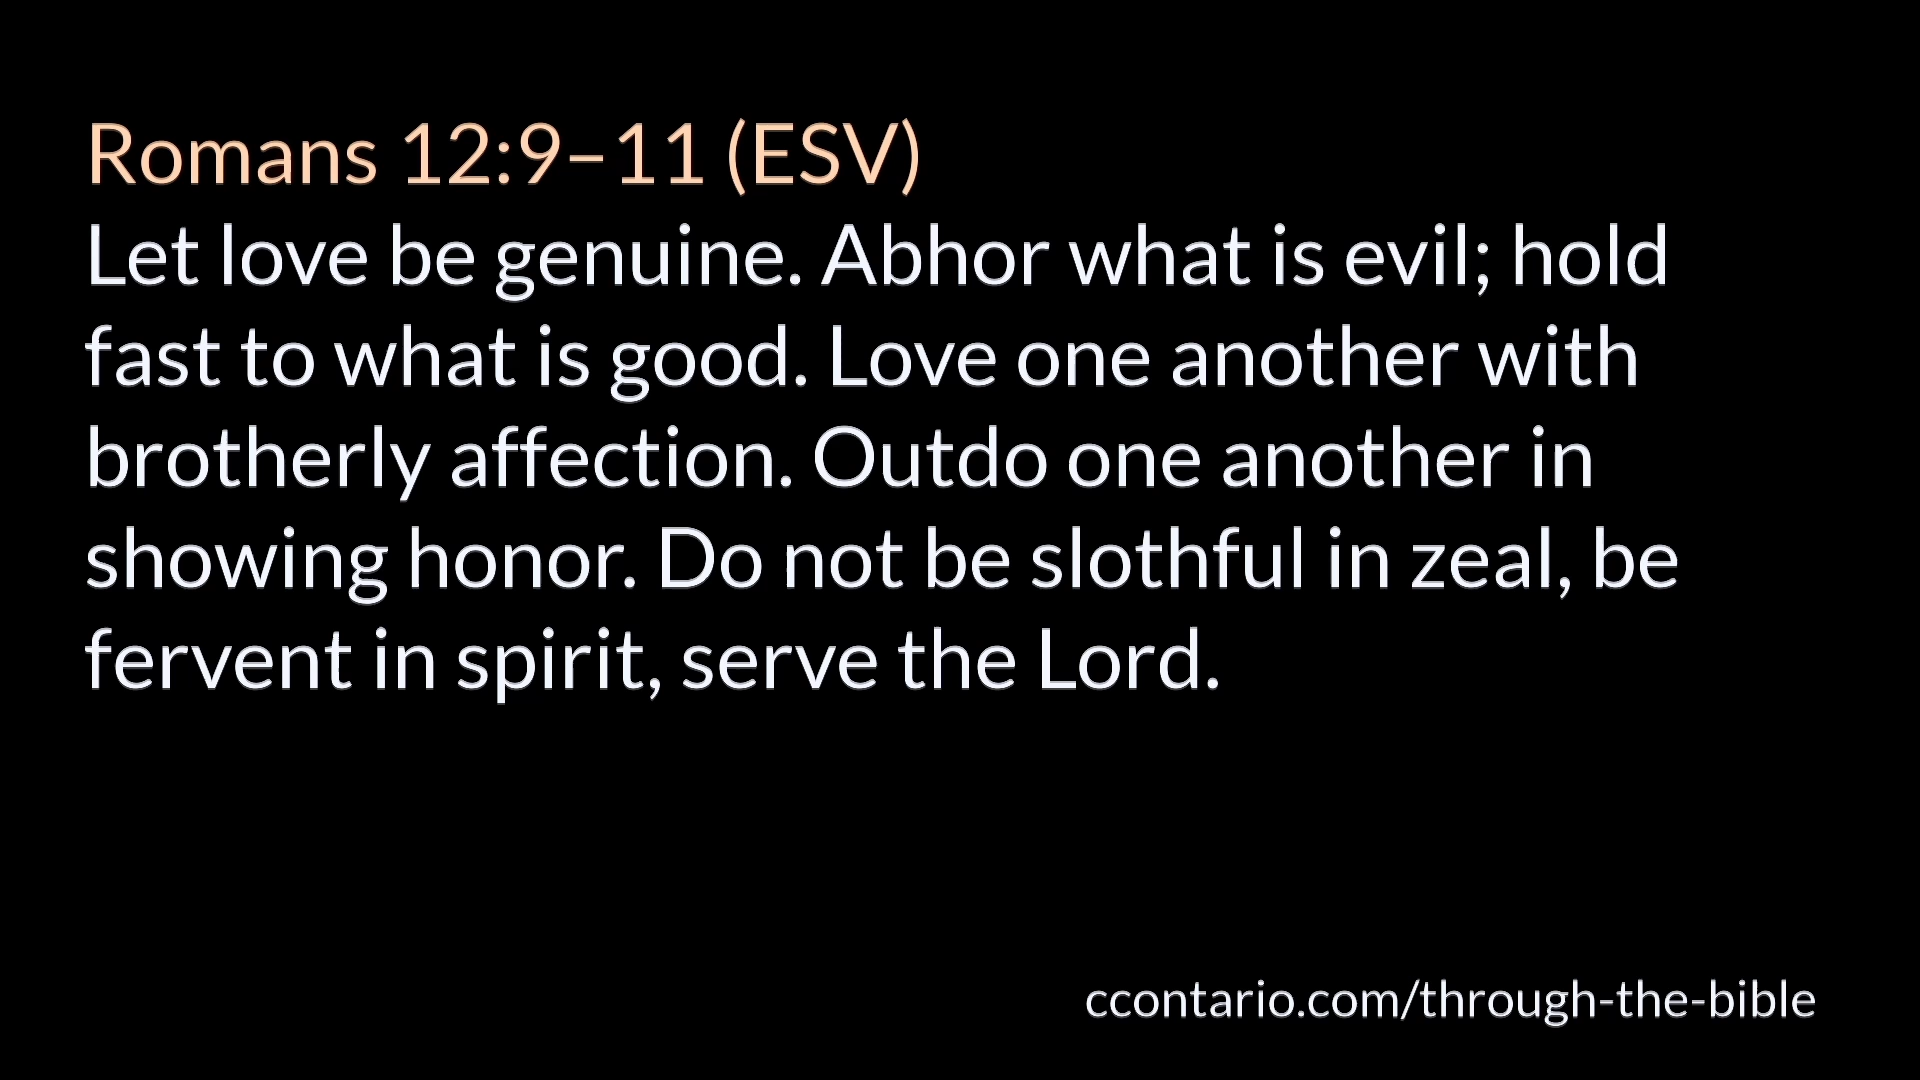 Romans 12:9–11 (ESV)
Let love be genuine. Abhor what is evil; hold
fast to what is good. Love one another with
brotherly affection. Outdo one another in
showing honor. Do not be slothful in zeal, be
fervent in spirit, serve the Lord.
ccontario.com/through-the-bible